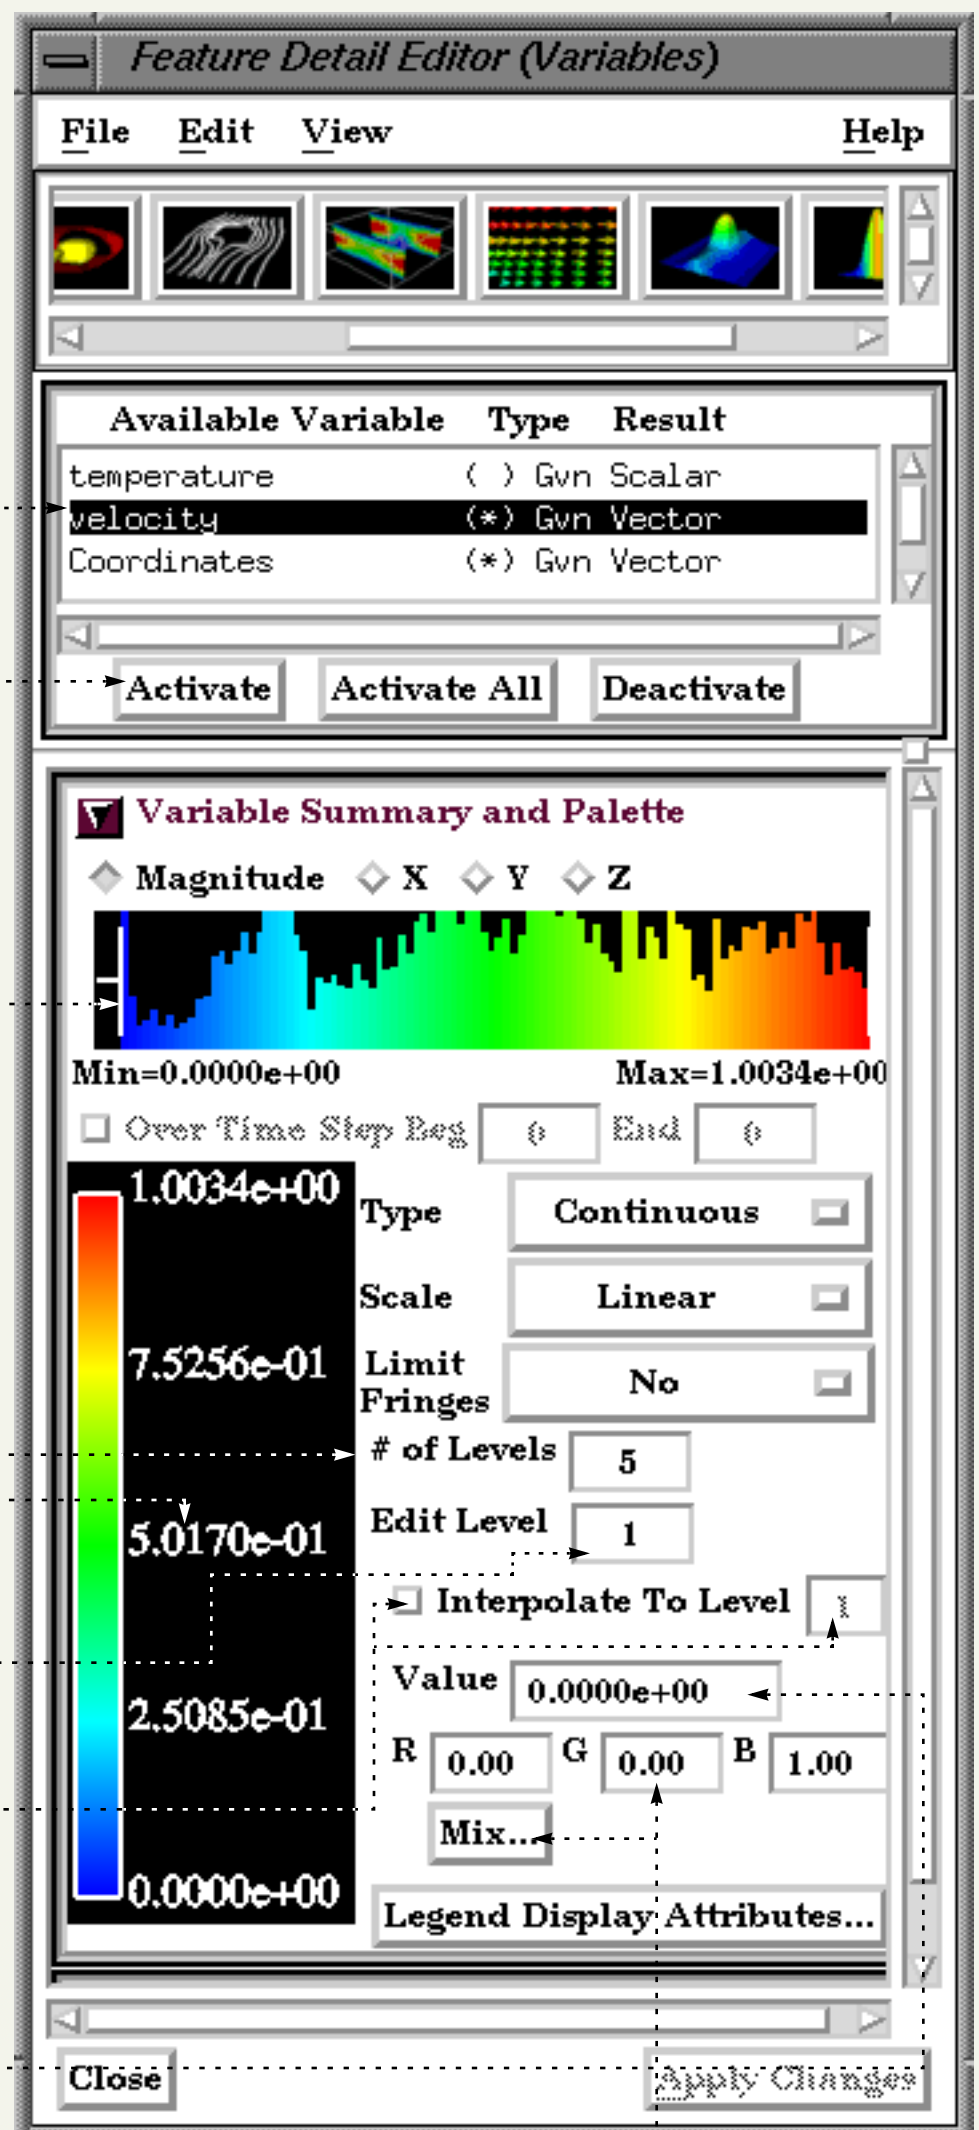 Feature Detail Editor (Variables)
File Edit View Help
Available Variable Type Result
temperature ( ) Gvn Scalar
velocity (*) Gvn Vector
Coordinates (*) Gvn Vector
Activate Activate All Deactivate
Variable Summary and Palette
Magnitude X Y Z
Min=0.0000e+00 Max=1.0034e+00
Over Time Step Beg 0 End 0
1.0034e+00
Type Continuous
Scale Linear
7.5256e-01
Limit Fringes No
# of Levels 5
5.0170e-01
Edit Level 1
Interpolate To Level 1
Value 0.0000e+00
2.5085e-01
R 0.00 G 0.00 B 1.00
Mix...
0.0000e+00
Legend Display Attributes...
Close Apply Changes